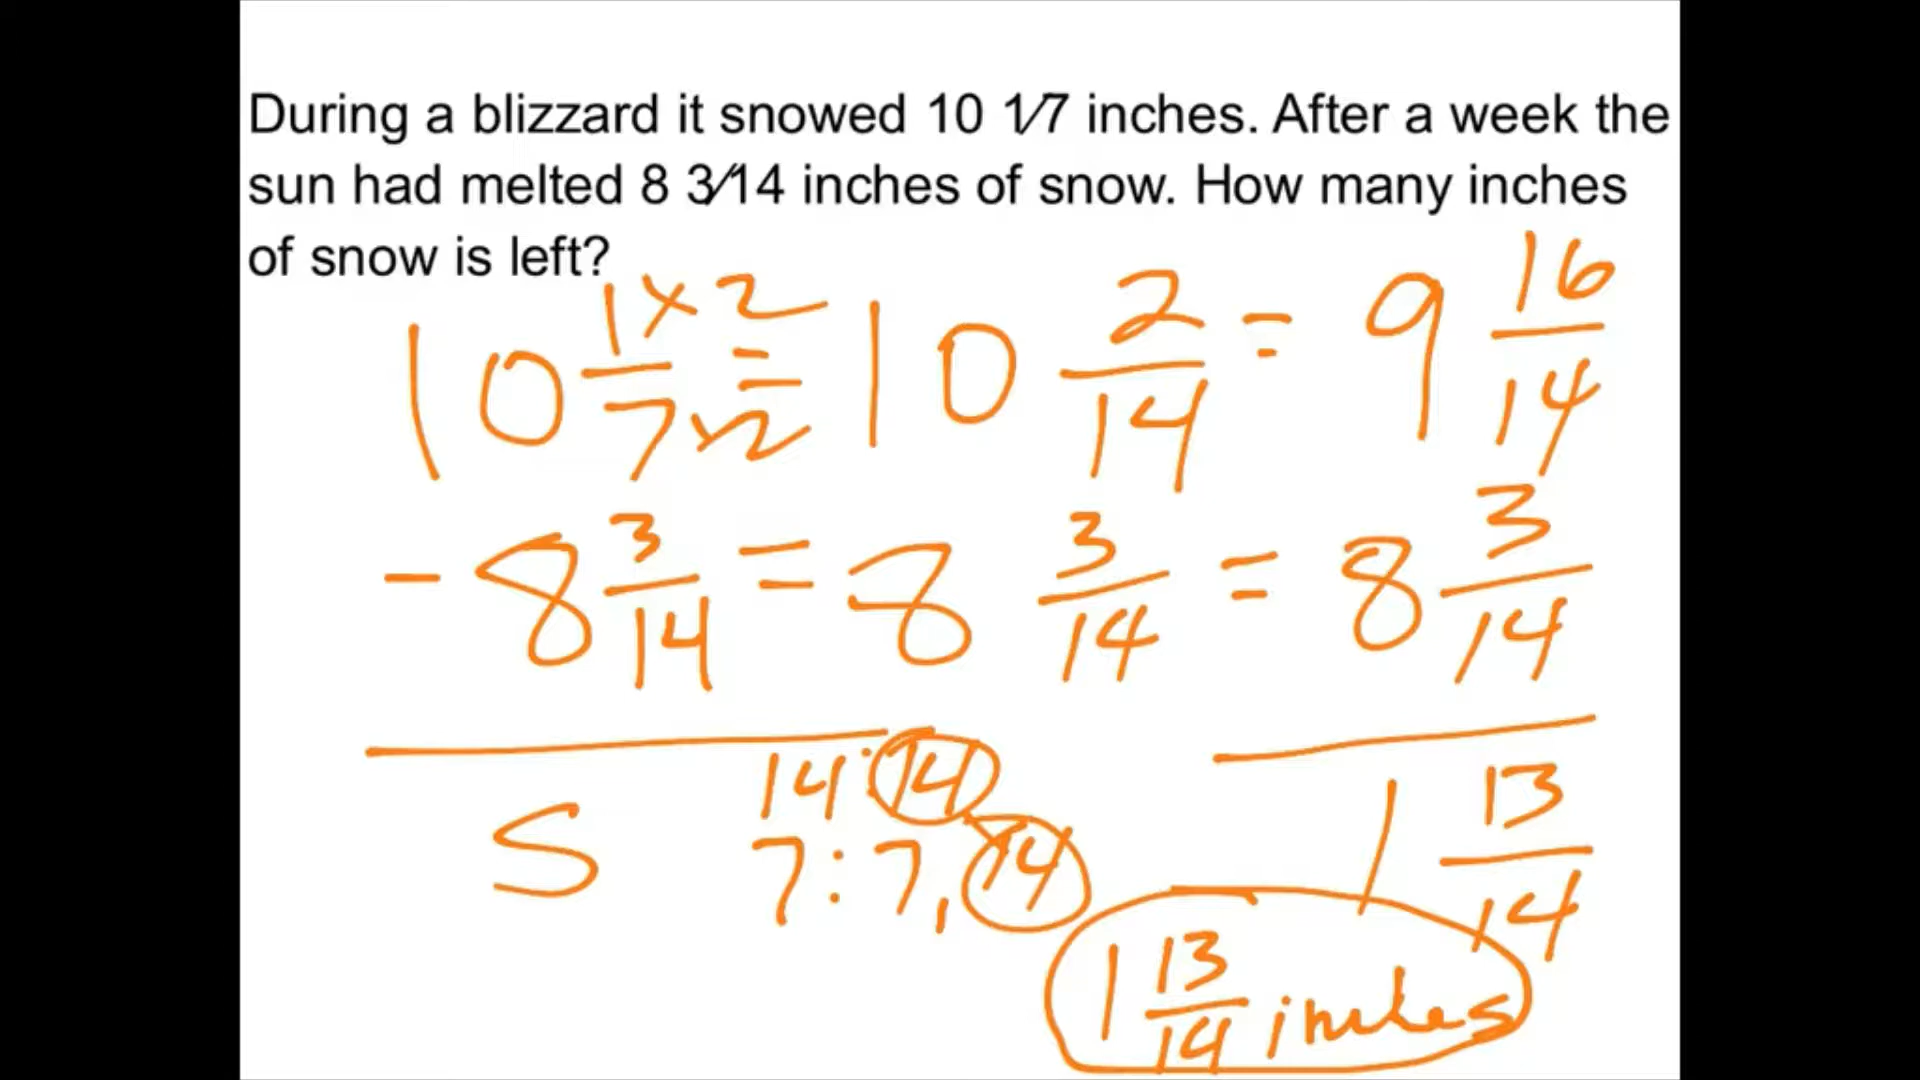 During a blizzard it snowed 10 1⁄7 inches. After a week the
sun had melted 8 3⁄14 inches of snow. How many inches
of snow is left?
10 1/7 x 2 / x 2 = 10 2/14 = 9 16/14
- 8 3/14 = 8 3/14 = 8 3/14
1 13/14
S
14: 14
7: 7, 14
1 13/14 inches